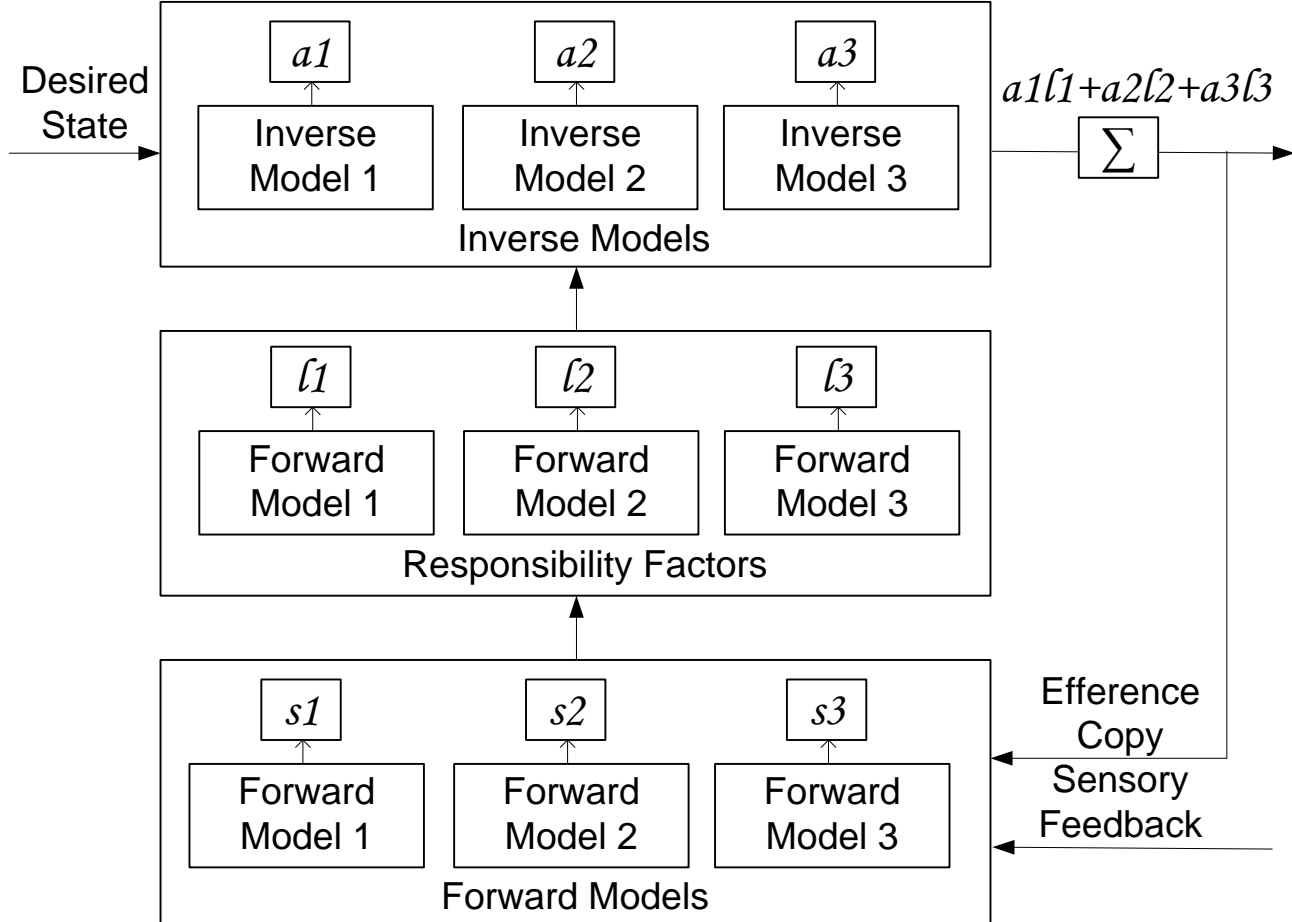 a1
a2
a3
Desired
State
Inverse
Model 1
Inverse
Model 2
Inverse
Model 3
Inverse Models
a1l1+a2l2+a3l3
∑
l1
l2
l3
Forward
Model 1
Forward
Model 2
Forward
Model 3
Responsibility Factors
s1
s2
s3
Forward
Model 1
Forward
Model 2
Forward
Model 3
Forward Models
Efference
Copy
Sensory
Feedback